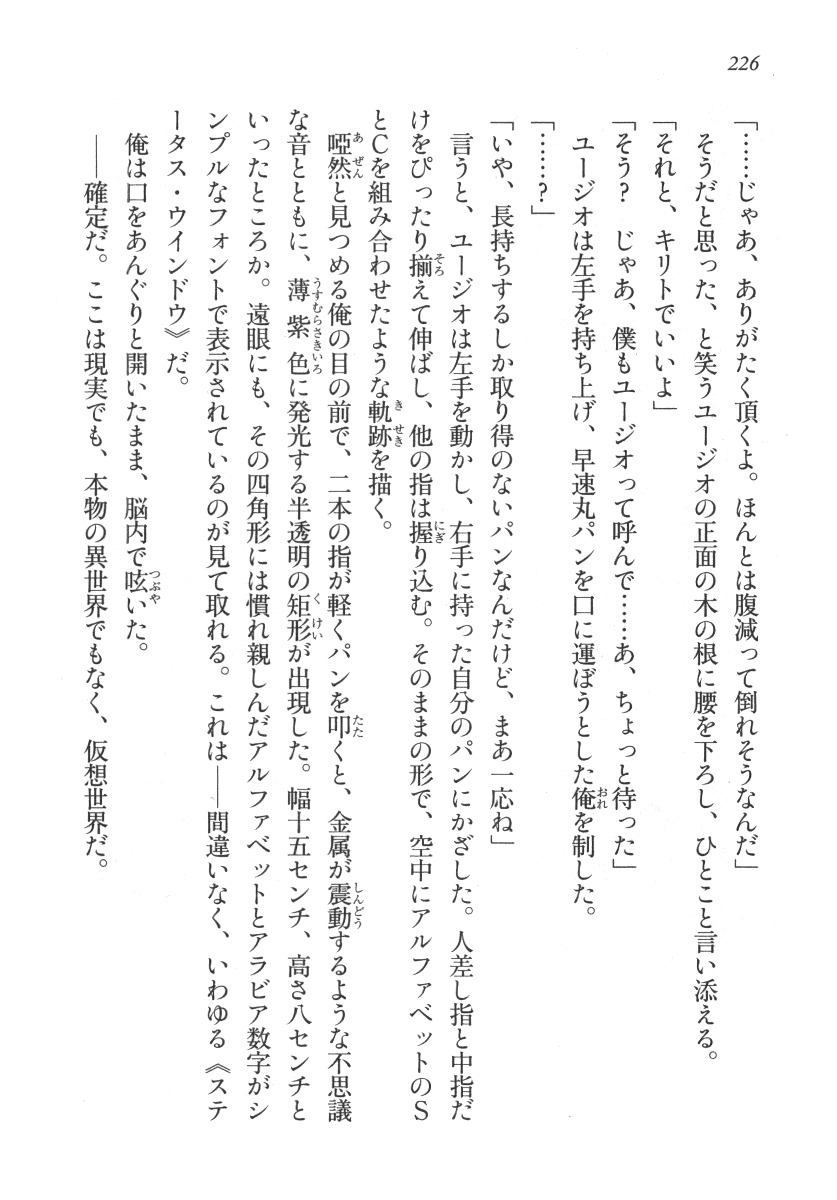 226
「……じゃあ、ありがたく頂くよ。ほんとは腹減って倒れそうなんだ」
そうだと思った、と笑うユージオの正面の木の根に腰を下ろし、ひとこと言い添える。
「それと、キリトでいいよ」
「そう?　じゃあ、僕もユージオって呼んで……あ、ちょっと待った」
ユージオは左手を持ち上げ、早速丸パンを口に運ぼうとした俺を制した。
「……?」
「いや、長持ちするしか取り得のないパンなんだけど、まあ一応ね」
言うと、ユージオは左手を動かし、右手に持った自分のパンにかざした。人差し指と中指だ
けをぴったり揃えて伸ばし、他の指は握り込む。そのままの形で、空中にアルファベットのS
とCを組み合わせたような軌跡を描く。
啞然と見つめる俺の目の前で、二本の指が軽くパンを叩くと、金属が震動するような不思議
な音とともに、薄紫色に発光する半透明の矩形が出現した。幅十五センチ、高さ八センチと
いったところか。遠眼にも、その四角形には慣れ親しんだアルファベットとアラビア数字がシ
ンプルなフォントで表示されているのが見て取れる。これは――間違いなく、いわゆる《ステ
ータス・ウインドウ》だ。
俺は口をあんぐりと開いたまま、脳内で呟いた。
――確定だ。ここは現実でも、本物の異世界でもなく、仮想世界だ。